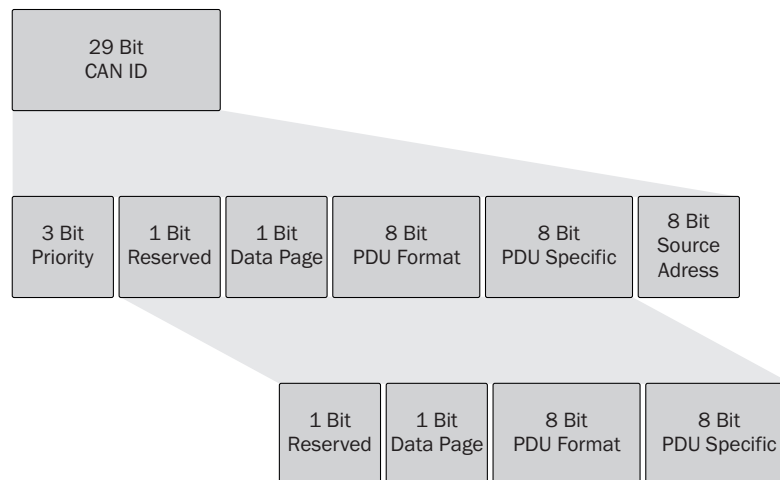 29 Bit
CAN ID
3 Bit
Priority
1 Bit
Reserved
1 Bit
Data Page
8 Bit
PDU Format
8 Bit
PDU Specific
8 Bit
Source
Adress
1 Bit
Reserved
1 Bit
Data Page
8 Bit
PDU Format
8 Bit
PDU Specific